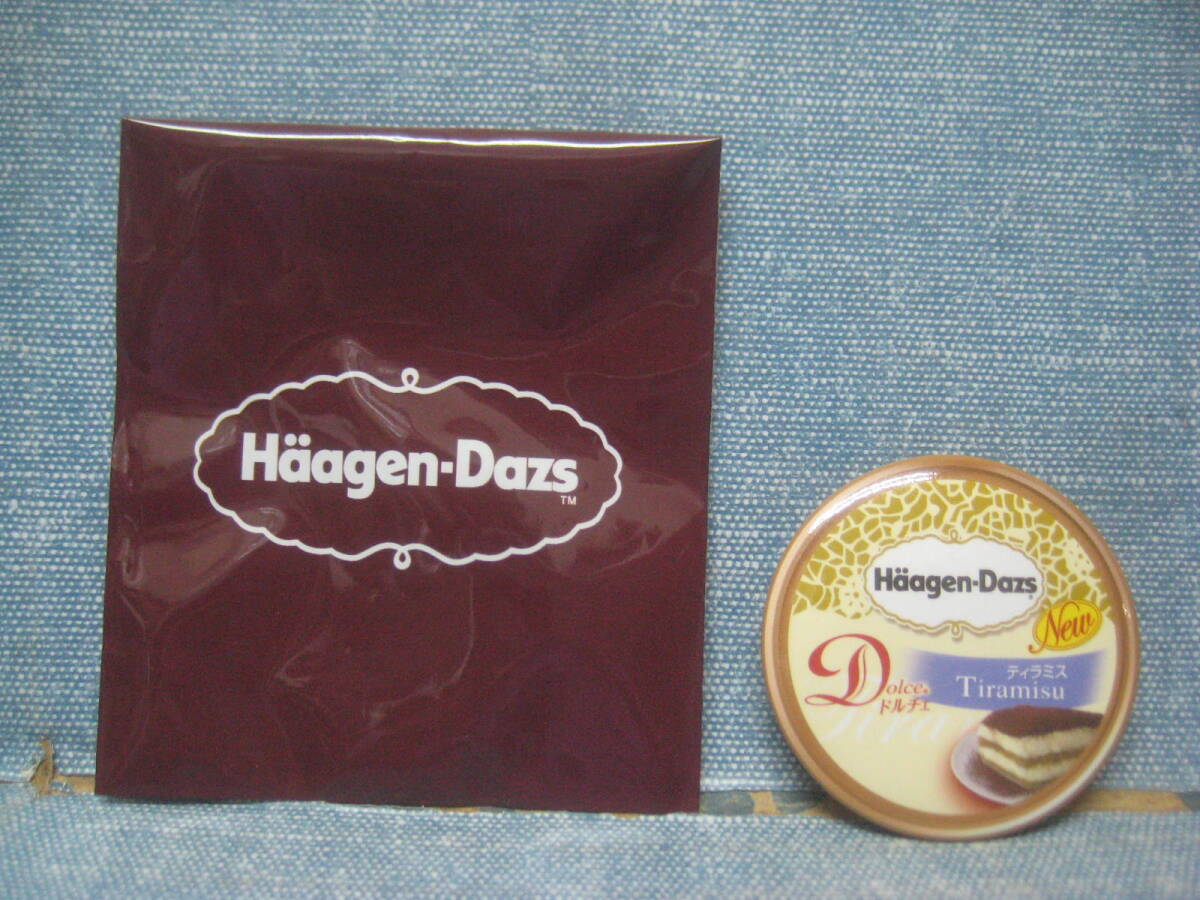 Häagen-Dazs
TM
Häagen-Dazs
New
Dolce
ドルチェ
ティラミス
Tiramisu